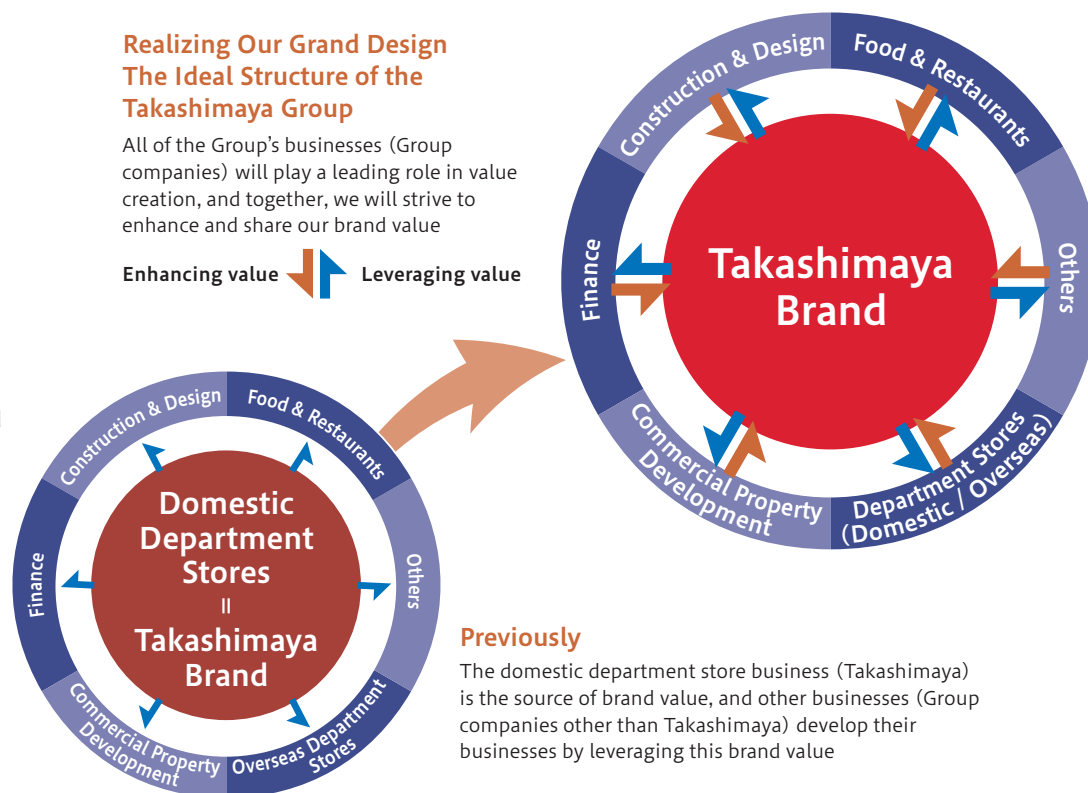 Realizing Our Grand Design
The Ideal Structure of the
Takashimaya Group
All of the Group's businesses (Group
companies) will play a leading role in value
creation, and together, we will strive to
enhance and share our brand value
Enhancing value
Leveraging value
Construction & Design
Food & Restaurants
Finance
Others
Commercial Property
Development
Department Stores
(Domestic / Overseas)
Takashimaya
Brand
Construction & Design
Food & Restaurants
Finance
Others
Commercial Property
Development
Overseas Department
Stores
Domestic
Department
Stores
=
Takashimaya
Brand
Previously
The domestic department store business (Takashimaya)
is the source of brand value, and other businesses (Group
companies other than Takashimaya) develop their
businesses by leveraging this brand value